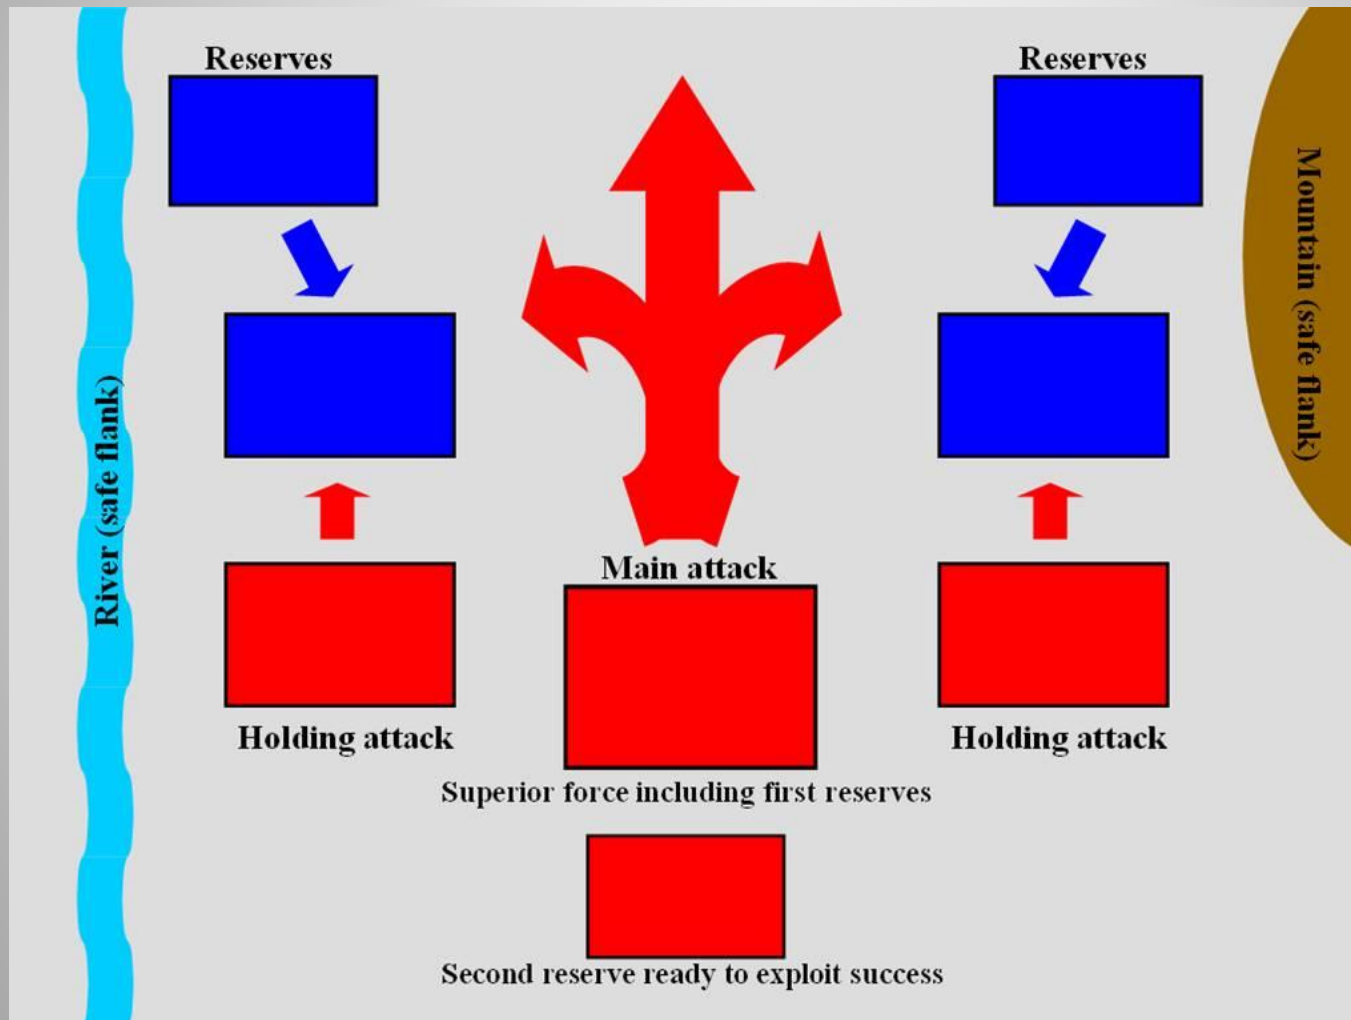 Reserves
Reserves
River (safe flank)
Mountain (safe flank)
Main attack
Holding attack
Holding attack
Superior force including first reserves
Second reserve ready to exploit success